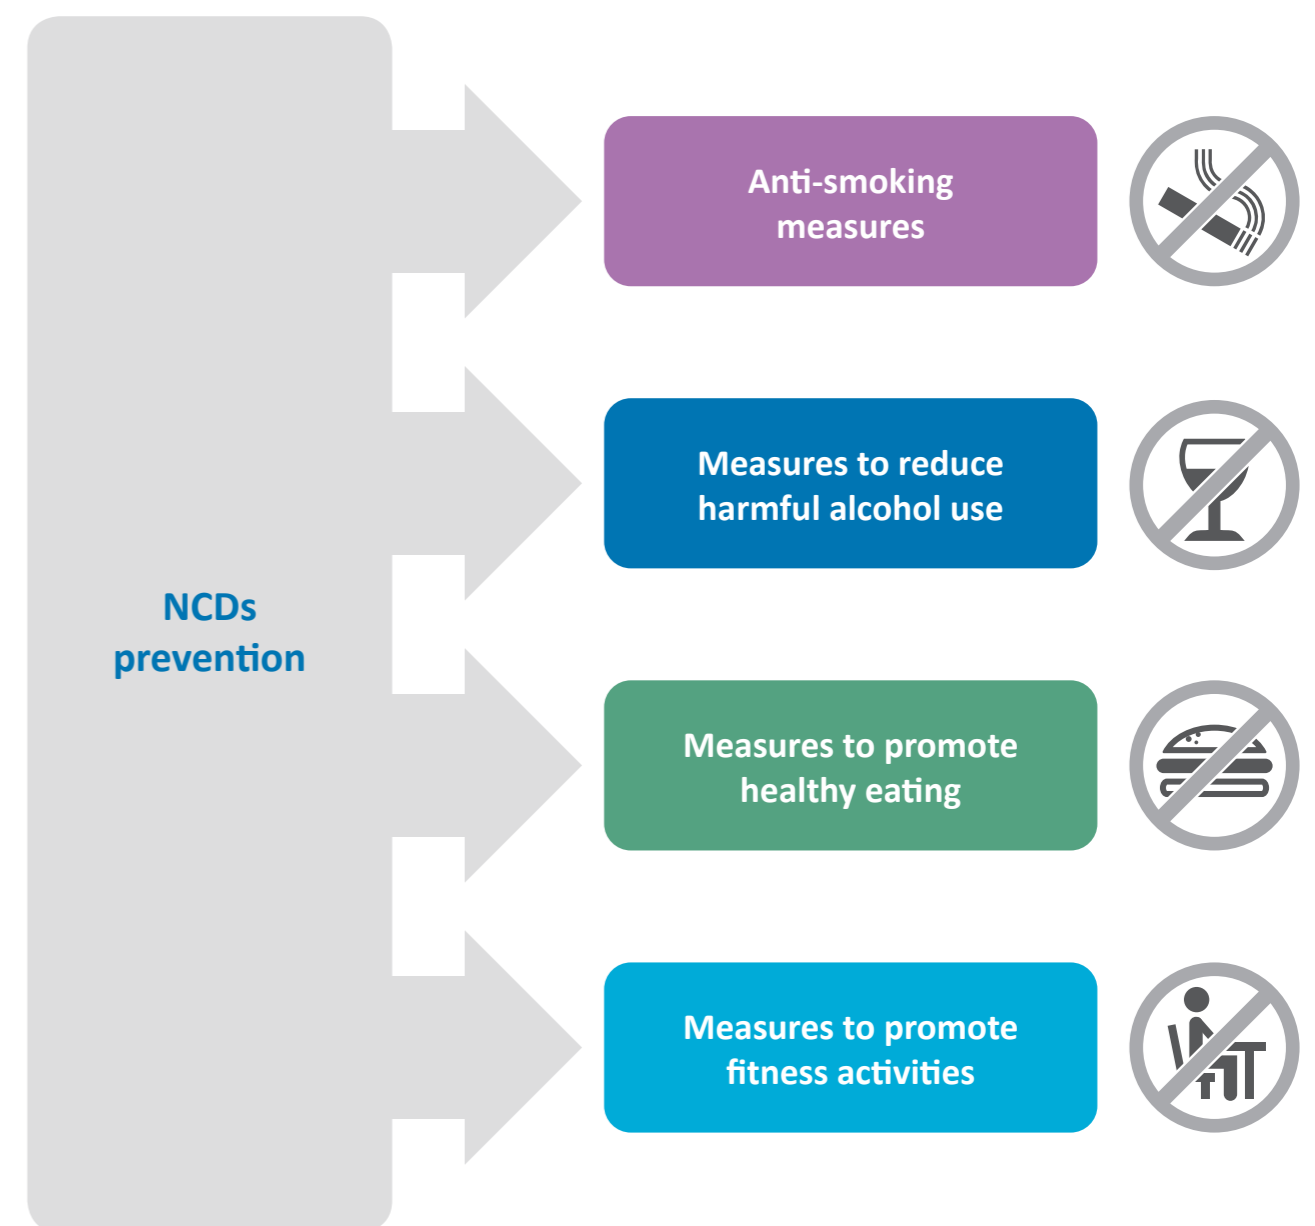 Anti-smoking
measures
Measures to reduce
harmful alcohol use
NCDs
prevention
Measures to promote
healthy eating
Measures to promote
fitness activities